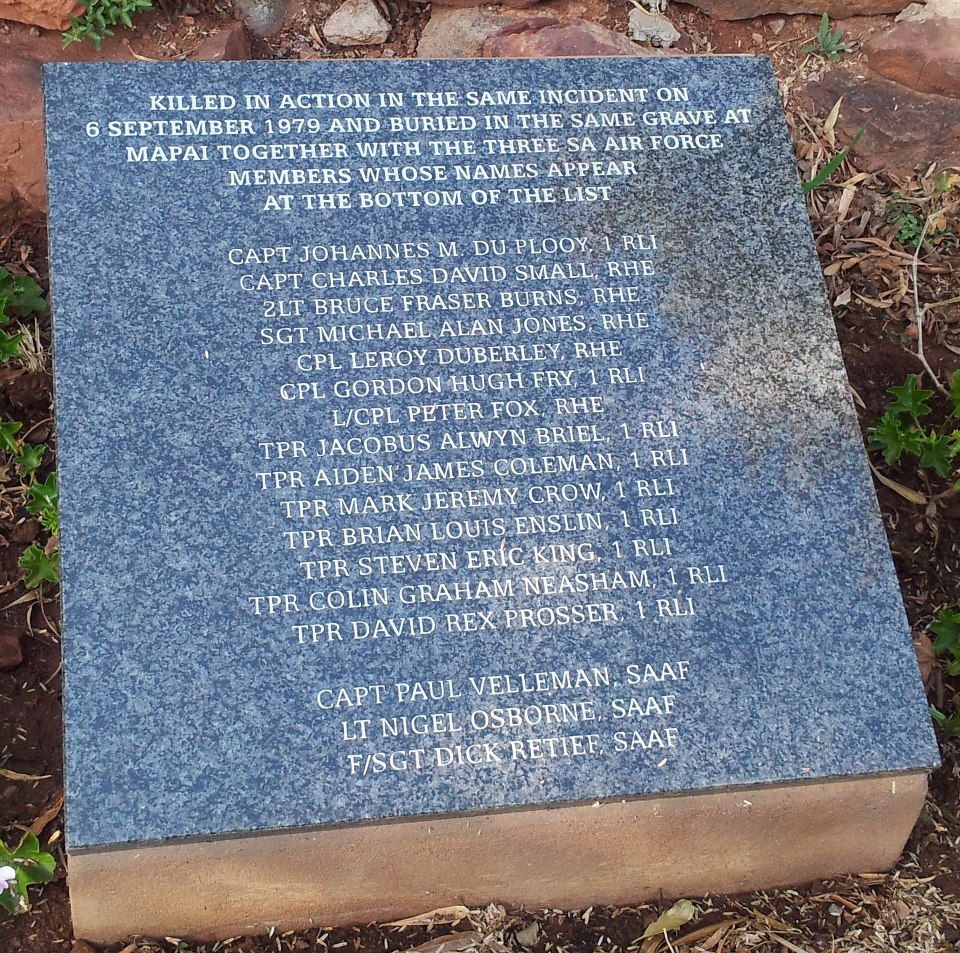 KILLED IN ACTION IN THE SAME INCIDENT ON
6 SEPTEMBER 1979 AND BURIED IN THE SAME GRAVE AT
MAPAI TOGETHER WITH THE THREE SA AIR FORCE
MEMBERS WHOSE NAMES APPEAR
AT THE BOTTOM OF THE LIST
CAPT JOHANNES M. DU PLOOY, 1 RLI
CAPT CHARLES DAVID SMALL, RHE
2LT BRUCE FRASER BURNS, RHE
SGT MICHAEL ALAN JONES, RHE
CPL LEROY DUBERLEY, RHE
CPL GORDON HUGH FRY, 1 RLI
L/CPL PETER FOX, RHE
TPR JACOBUS ALWYN BRIEL, 1 RLI
TPR AIDEN JAMES COLEMAN, 1 RLI
TPR MARK JEREMY CROW, 1 RLI
TPR BRIAN LOUIS ENSLIN, 1 RLI
TPR STEVEN ERIC KING, 1 RLI
TPR COLIN GRAHAM NEASHAM, 1 RLI
TPR DAVID REX PROSSER, 1 RLI
CAPT PAUL VELLEMAN, SAAF
LT NIGEL OSBORNE, SAAF
F/SGT DICK RETIEF, SAAF